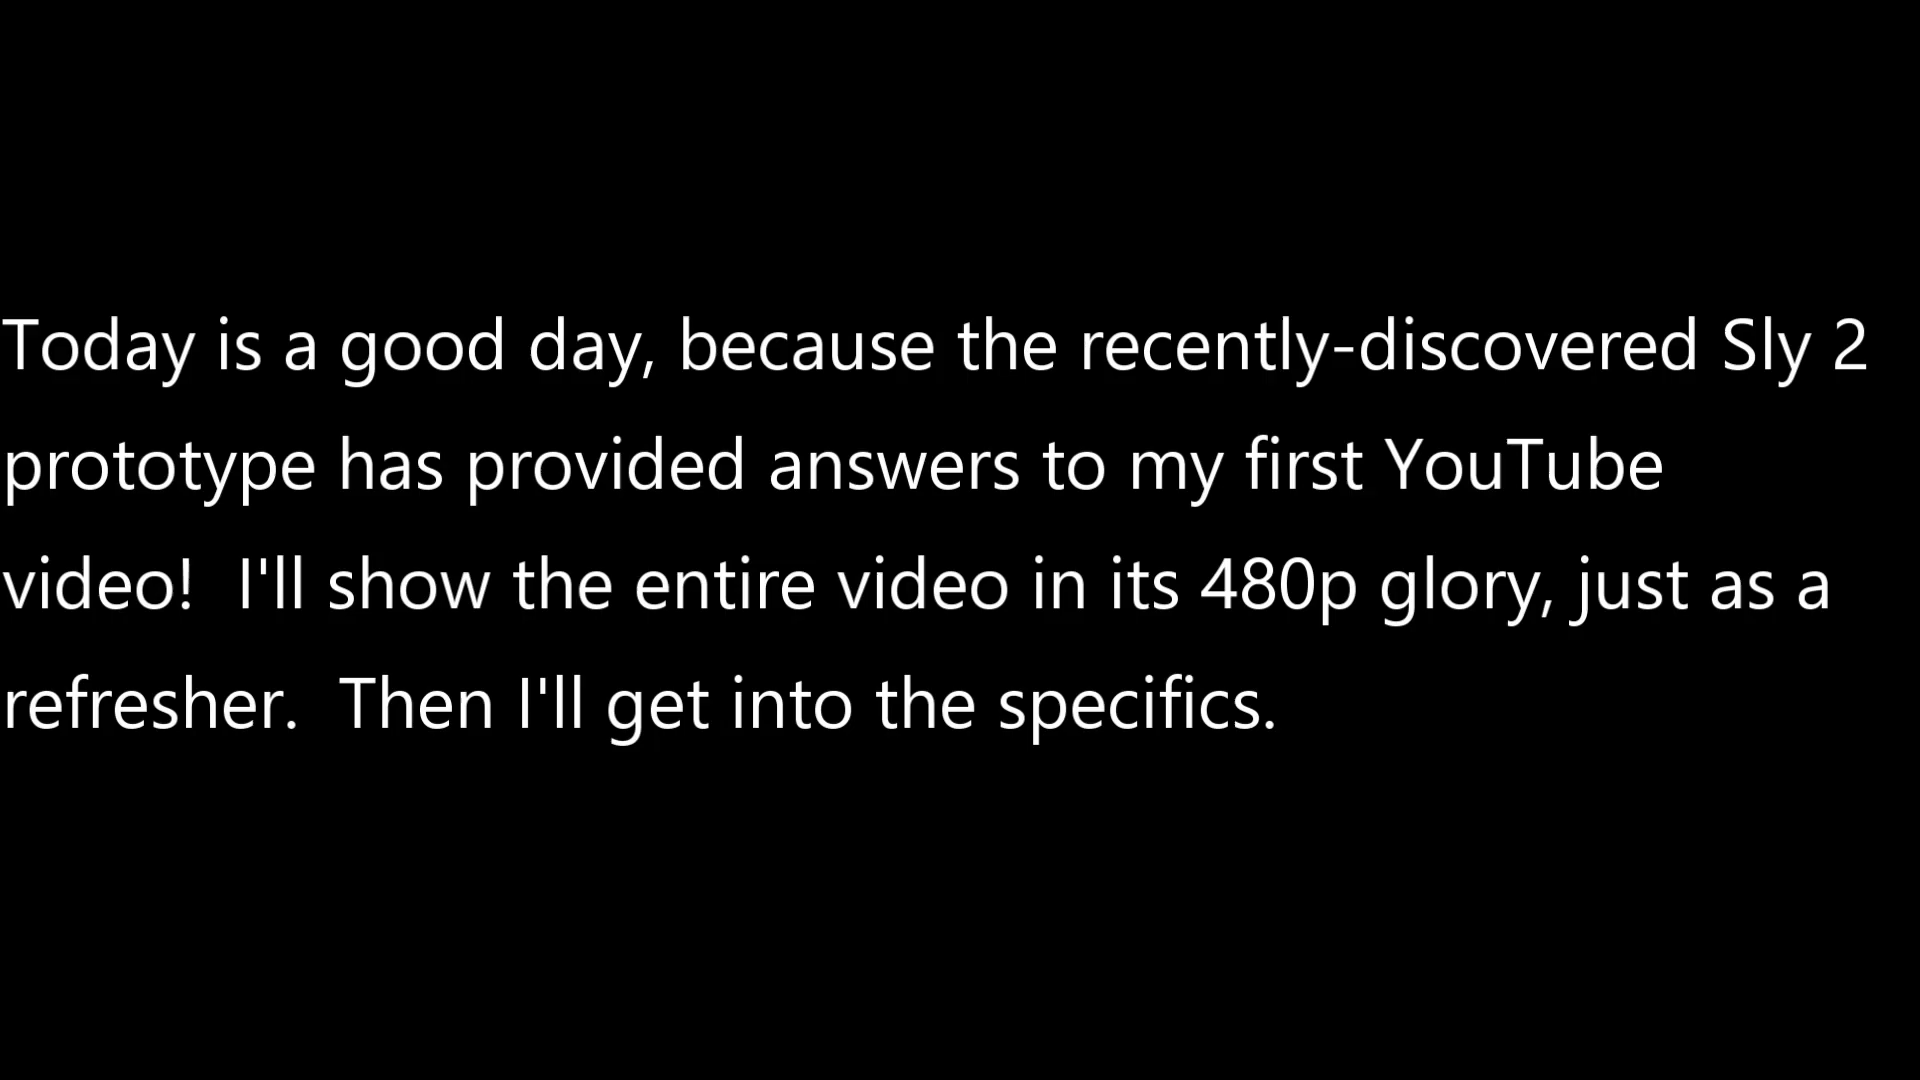 Today is a good day, because the recently-discovered Sly 2
prototype has provided answers to my first YouTube
video!  I'll show the entire video in its 480p glory, just as a
refresher.  Then I'll get into the specifics.